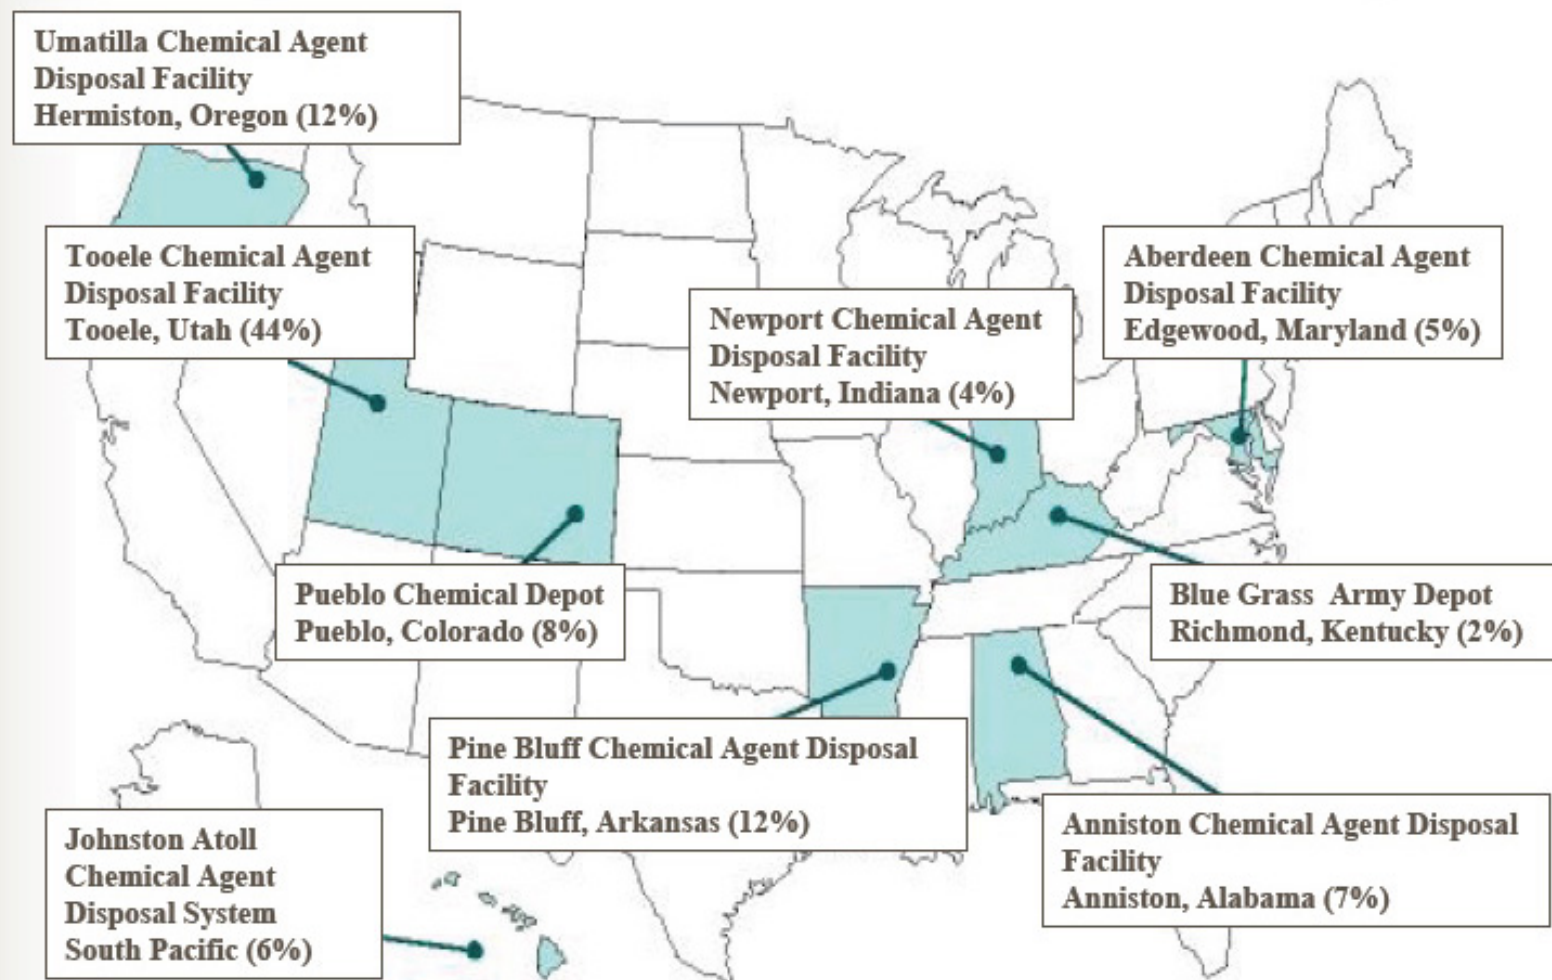 Umatilla Chemical Agent
Disposal Facility
Hermiston, Oregon (12%)
Tooele Chemical Agent
Disposal Facility
Tooele, Utah (44%)
Newport Chemical Agent
Disposal Facility
Newport, Indiana (4%)
Aberdeen Chemical Agent
Disposal Facility
Edgewood, Maryland (5%)
Pueblo Chemical Depot
Pueblo, Colorado (8%)
Blue Grass Army Depot
Richmond, Kentucky (2%)
Pine Bluff Chemical Agent Disposal
Facility
Pine Bluff, Arkansas (12%)
Johnston Atoll
Chemical Agent
Disposal System
South Pacific (6%)
Anniston Chemical Agent Disposal
Facility
Anniston, Alabama (7%)